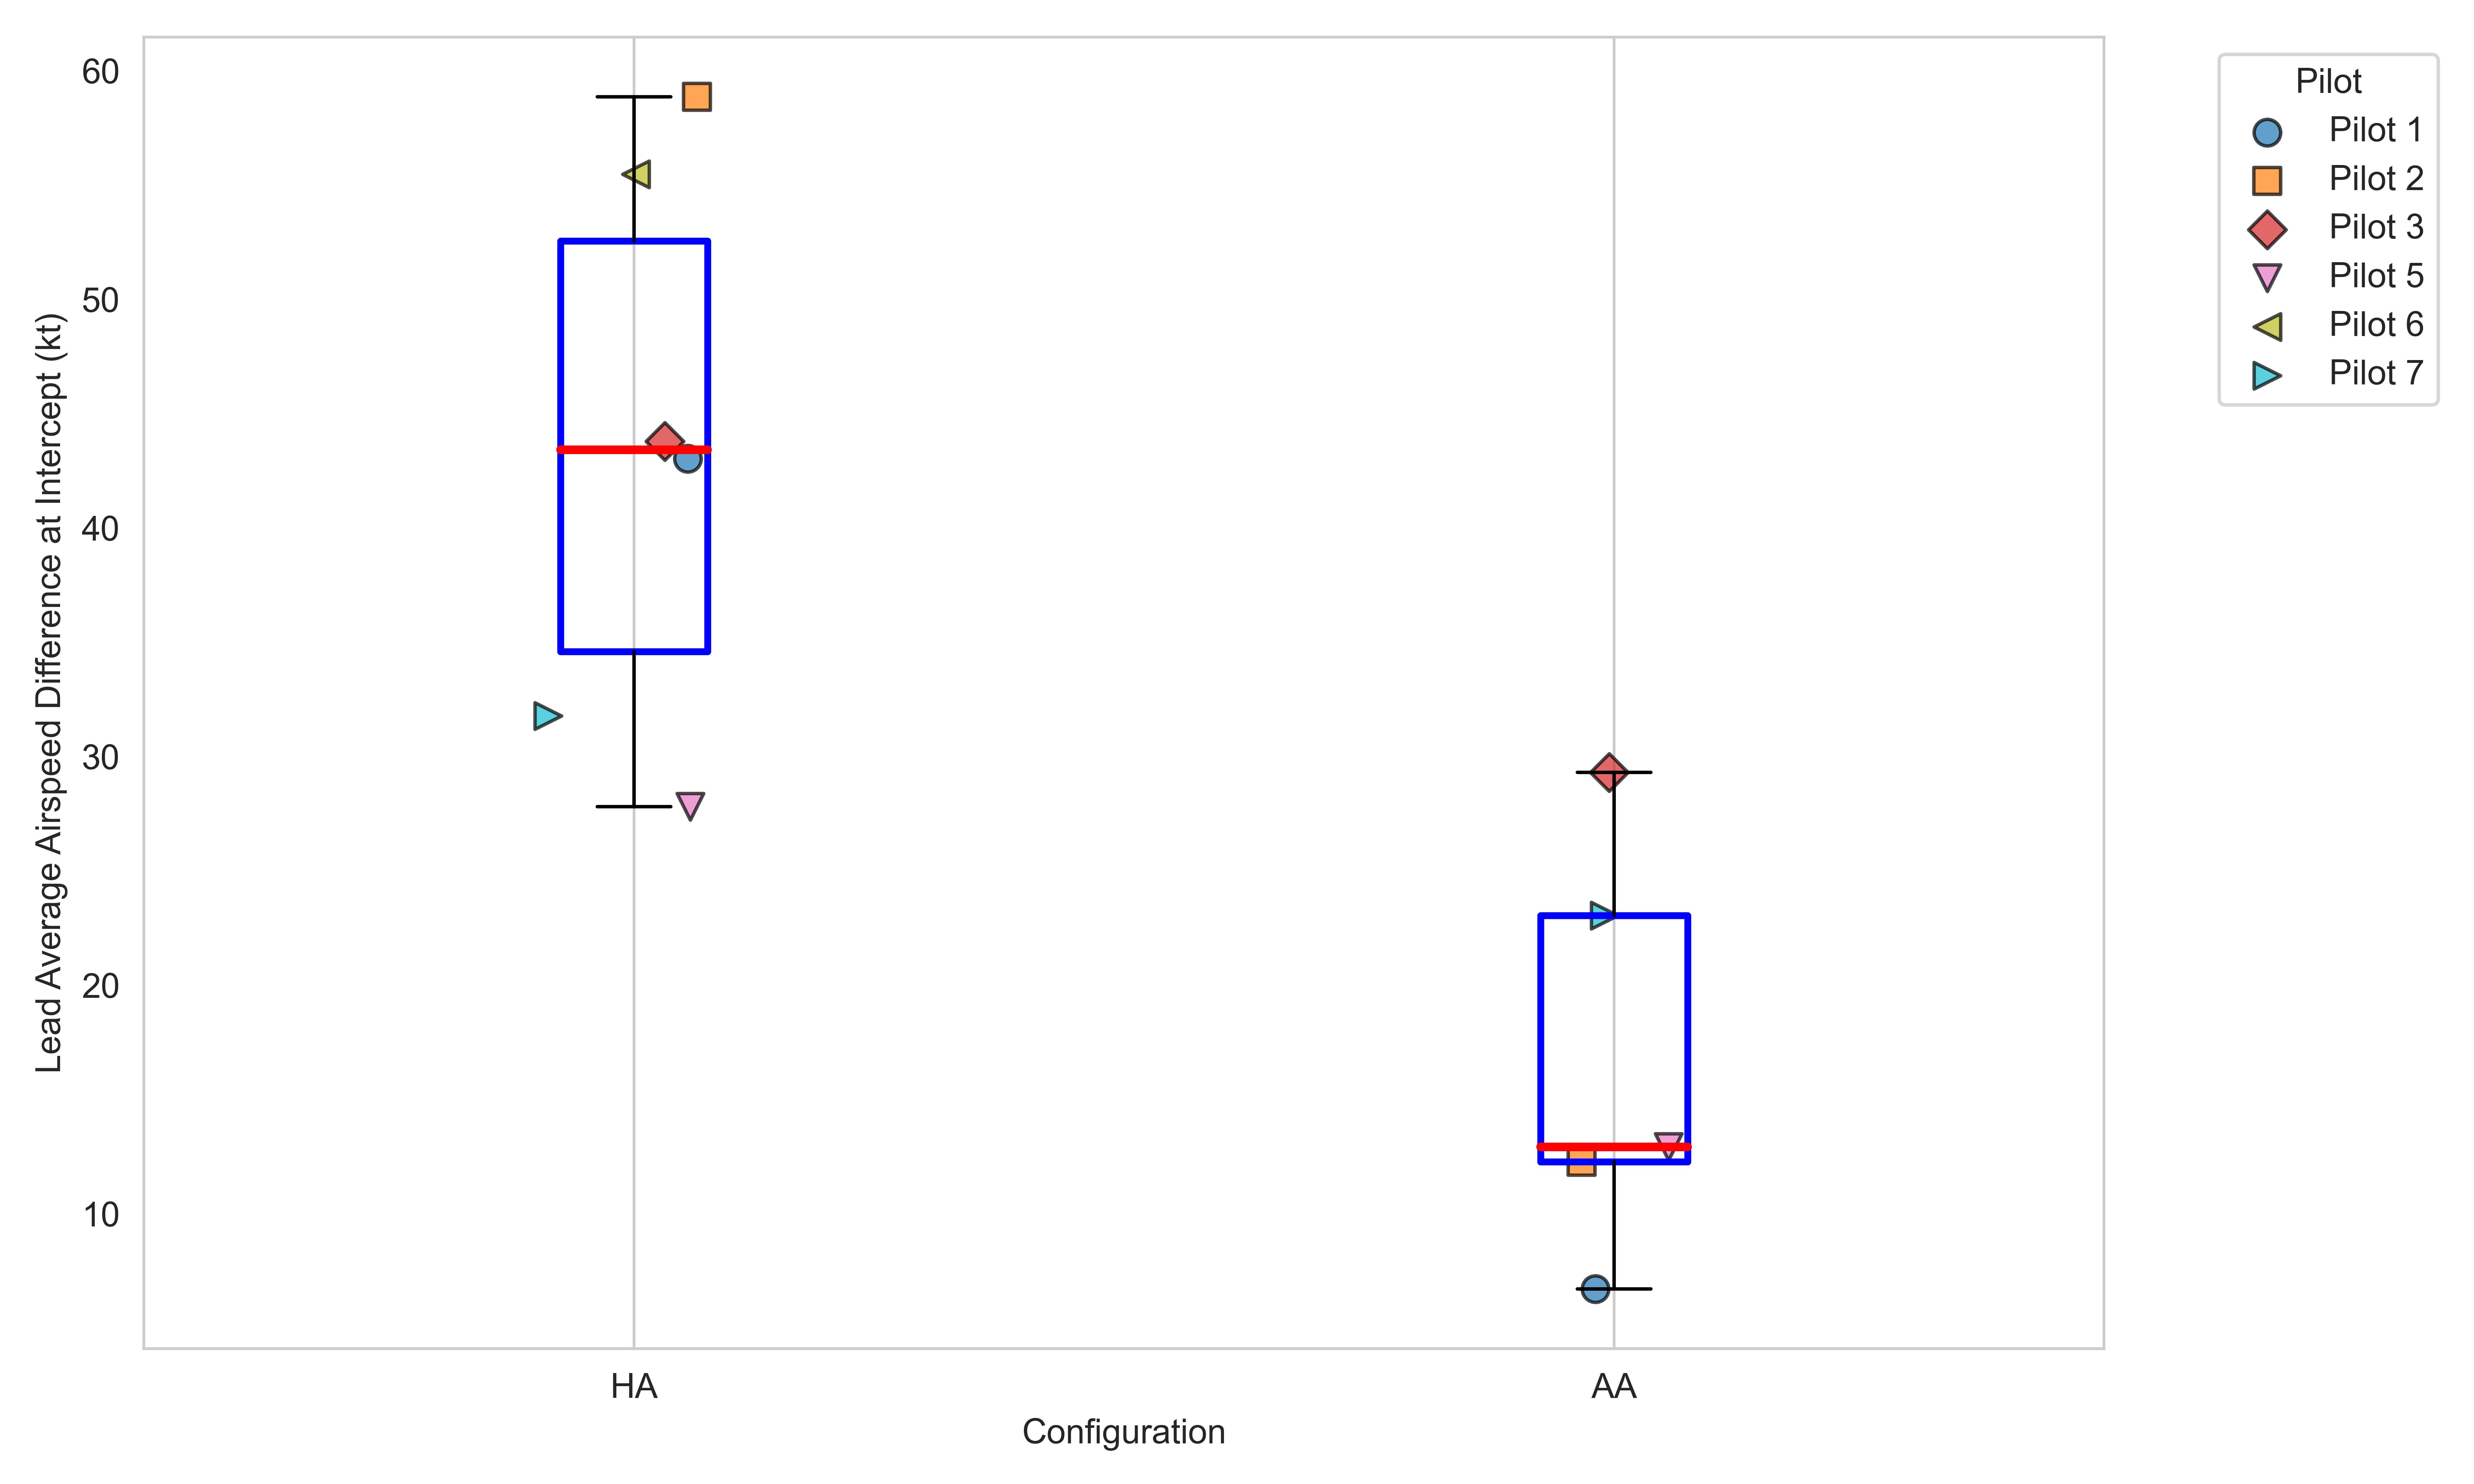 Lead Average Airspeed Difference at Intercept (kt)
60
50
40
30
20
10
HA
AA
Configuration
Pilot
Pilot 1
Pilot 2
Pilot 3
Pilot 5
Pilot 6
Pilot 7